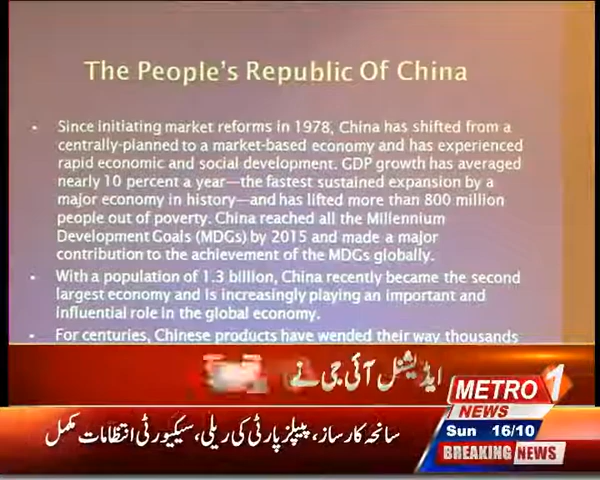 The People's Republic Of China
• Since initiating market reforms in 1978, China has shifted from a
centrally-planned to a market-based economy and has experienced
rapid economic and social development. GDP growth has averaged
nearly 10 percent a year—the fastest sustained expansion by a
major economy in history—and has lifted more than 800 million
people out of poverty. China reached all the Millennium
Development Goals (MDGs) by 2015 and made a major
contribution to the achievement of the MDGs globally.
• With a population of 1.3 billion, China recently became the second
largest economy and is increasingly playing an important and
influential role in the global economy.
• For centuries, Chinese products have wended their way thousands
ایڈیشنل آئی جی نے
METRO 1
NEWS
Sun 16/10
BREAKING NEWS
سانحہ کارساز، پیپلزپارٹی کی ریلی، سیکیورٹی انتظامات مکمل